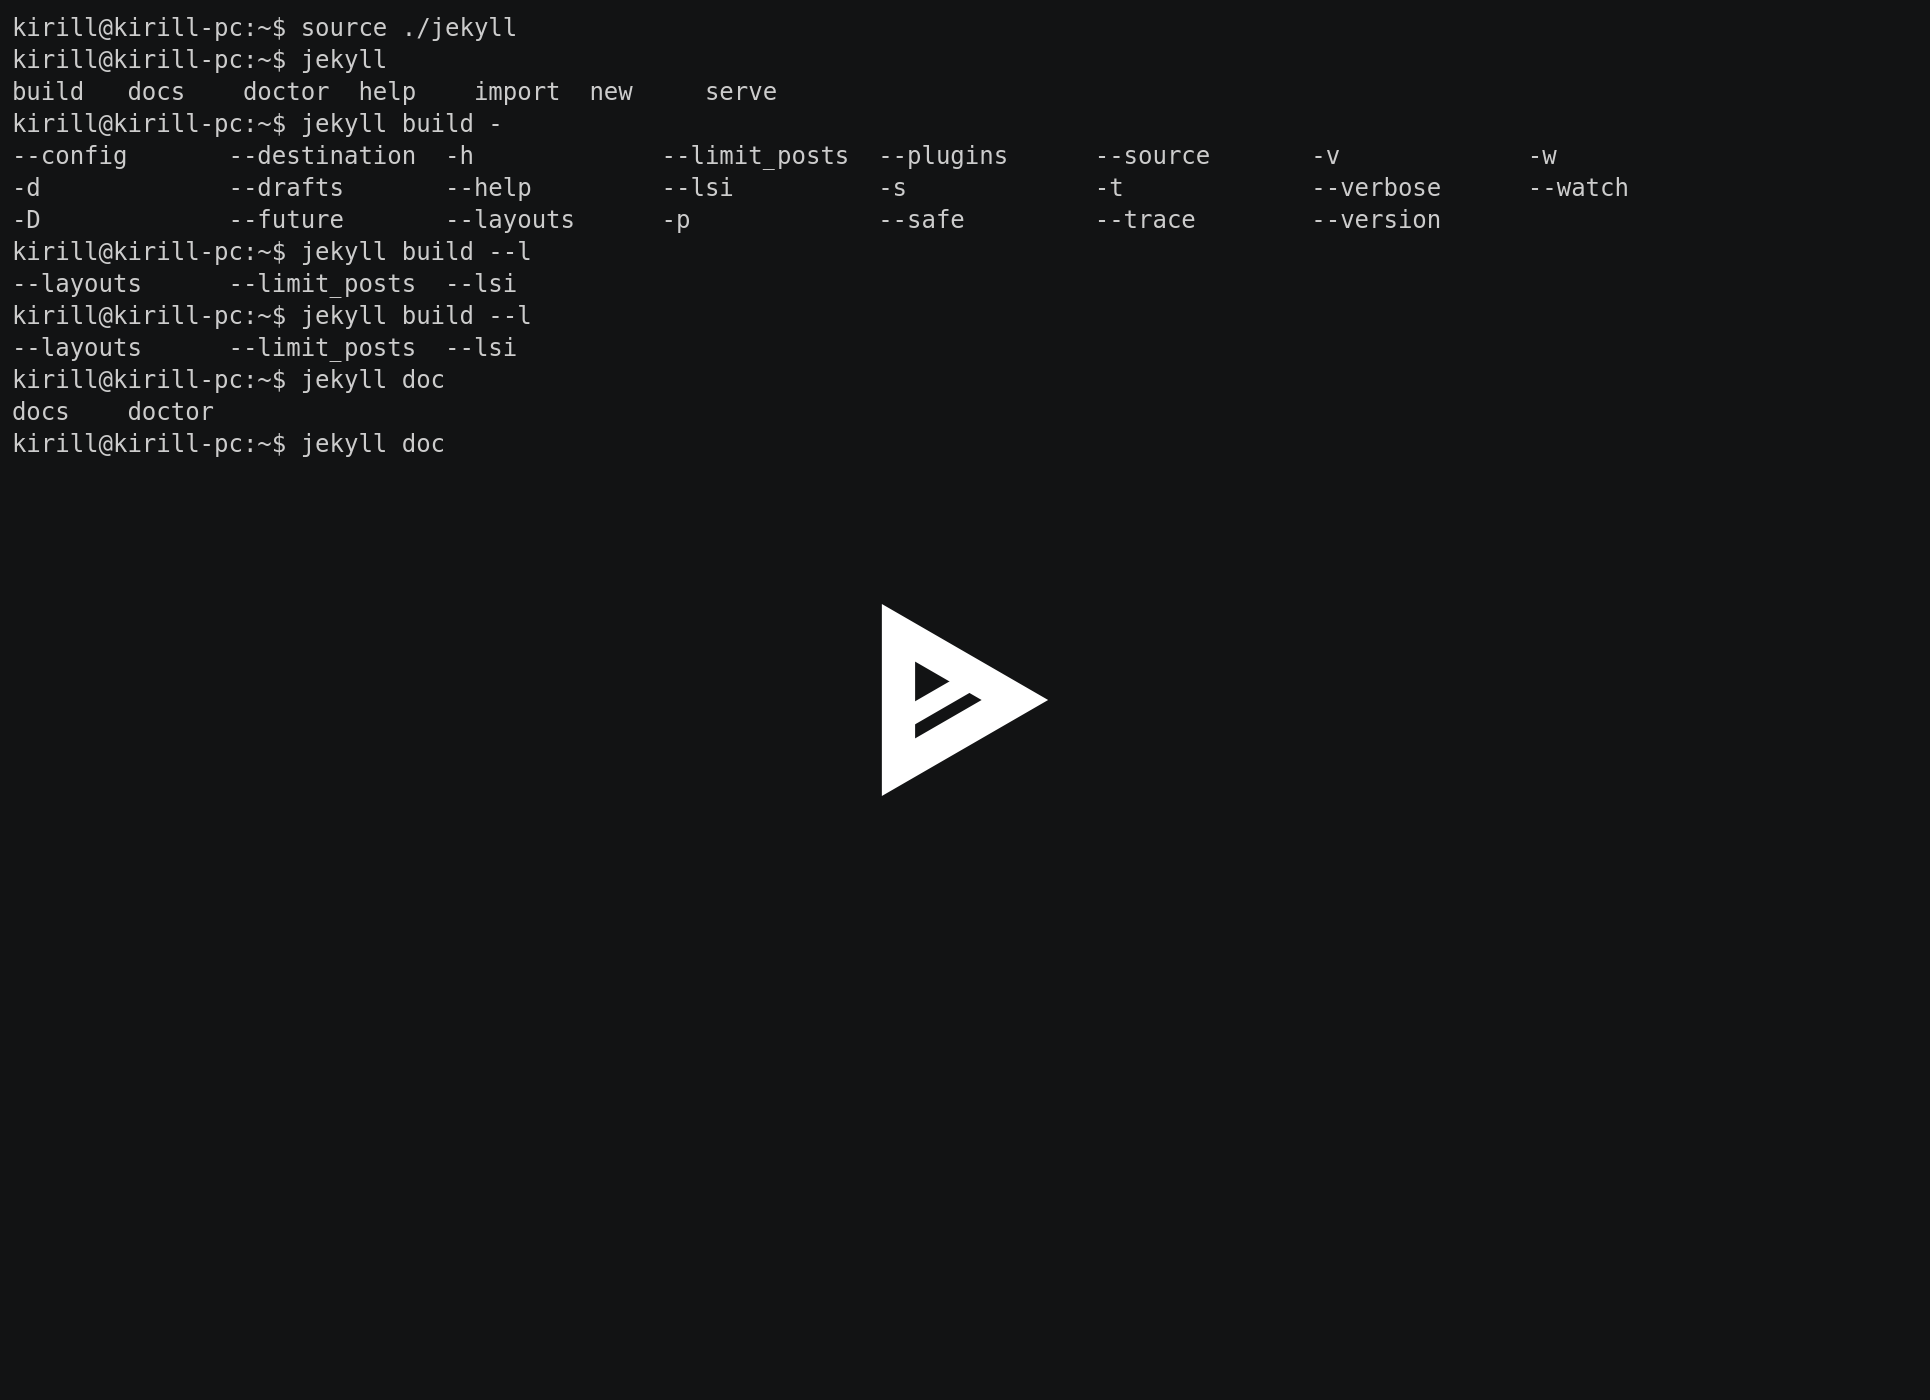 kirill@kirill-pc:~$ source ./jekyll
kirill@kirill-pc:~$ jekyll
build   docs    doctor  help    import  new     serve
kirill@kirill-pc:~$ jekyll build -
--config       --destination  -h             --limit_posts  --plugins      --source       -v             -w
-d             --drafts       --help         --lsi          -s             -t             --verbose      --watch
-D             --future       --layouts      -p             --safe         --trace        --version
kirill@kirill-pc:~$ jekyll build --l
--layouts      --limit_posts  --lsi
kirill@kirill-pc:~$ jekyll build --l
--layouts      --limit_posts  --lsi
kirill@kirill-pc:~$ jekyll doc
docs    doctor
kirill@kirill-pc:~$ jekyll doc